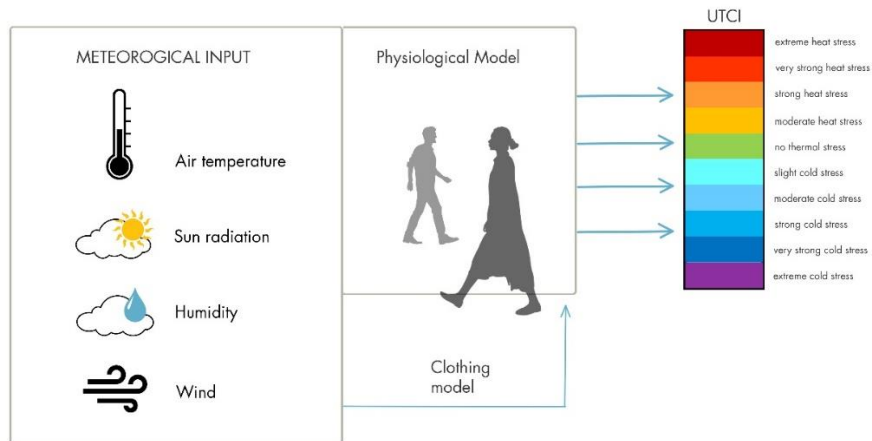 METEOROGICAL INPUT
Air temperature
Sun radiation
Humidity
Wind
Physiological Model
Clothing
model
UTCI
extreme heat stress
very strong heat stress
strong heat stress
moderate heat stress
no thermal stress
slight cold stress
moderate cold stress
strong cold stress
very strong cold stress
extreme cold stress